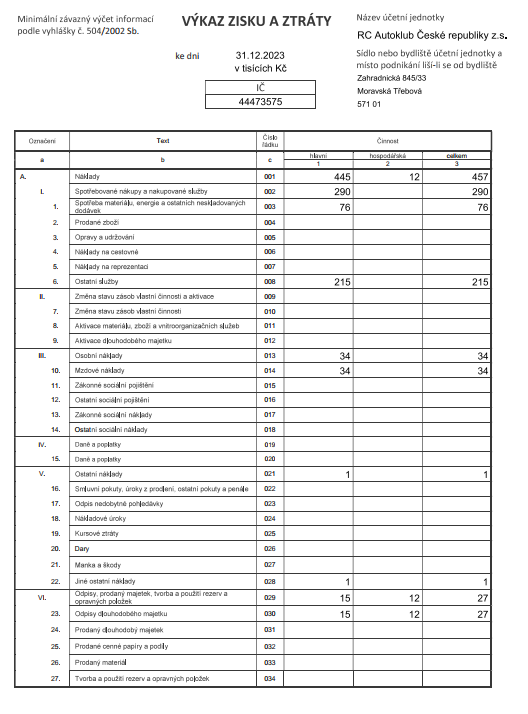 Minimální závazný výčet informací
podle vyhlášky č. 504/2002 Sb.
VÝKAZ ZISKU A ZTRÁTY
Název účetní jednotky
RC Autoklub České republiky z.s.
ke dni 31.12.2023
v tisících Kč
Sídlo nebo bydliště účetní jednotky a
místo podnikání liší-li se od bydliště
Zahradnická 845/33
Moravská Třebová
571 01
IČ
44473575
Označení Text Číslo řádku Činnost
hlavní hospodářská celkem
a b c 1 2 3
A. Náklady 001 445 12 457
I. Spotřebované nákupy a nakupované služby 002 290 290
1. Spotřeba materiálu, energie a ostatních neskladovaných dodávek 003 76 76
2. Prodané zboží 004
3. Opravy a udržování 005
4. Náklady na cestovné 006
5. Náklady na reprezentaci 007
6. Ostatní služby 008 215 215
II. Změna stavu zásob vlastní činnosti a aktivace 009
7. Změna stavu zásob vlastní činnosti 010
8. Aktivace materiálu, zboží a vnitroorganizačních služeb 011
9. Aktivace dlouhodobého majetku 012
III. Osobní náklady 013 34 34
10. Mzdové náklady 014 34 34
11. Zákonné sociální pojištění 015
12. Ostatní sociální pojištění 016
13. Zákonné sociální náklady 017
14. Ostatní sociální náklady 018
IV. Daně a poplatky 019
15. Daně a poplatky 020
V. Ostatní náklady 021 1 1
16. Smluvní pokuty, úroky z prodlení, ostatní pokuty a penále 022
17. Odpis nedobytné pohledávky 023
18. Nákladové úroky 024
19. Kursové ztráty 025
20. Dary 026
21. Manka a škody 027
22. Jiné ostatní náklady 028 1 1
VI. Odpisy, prodaný majetek, tvorba a použití rezerv a opravných položek 029 15 12 27
23. Odpisy dlouhodobého majetku 030 15 12 27
24. Prodaný dlouhodobý majetek 031
25. Prodané cenné papíry a podíly 032
26. Prodaný materiál 033
27. Tvorba a použití rezerv a opravných položek 034